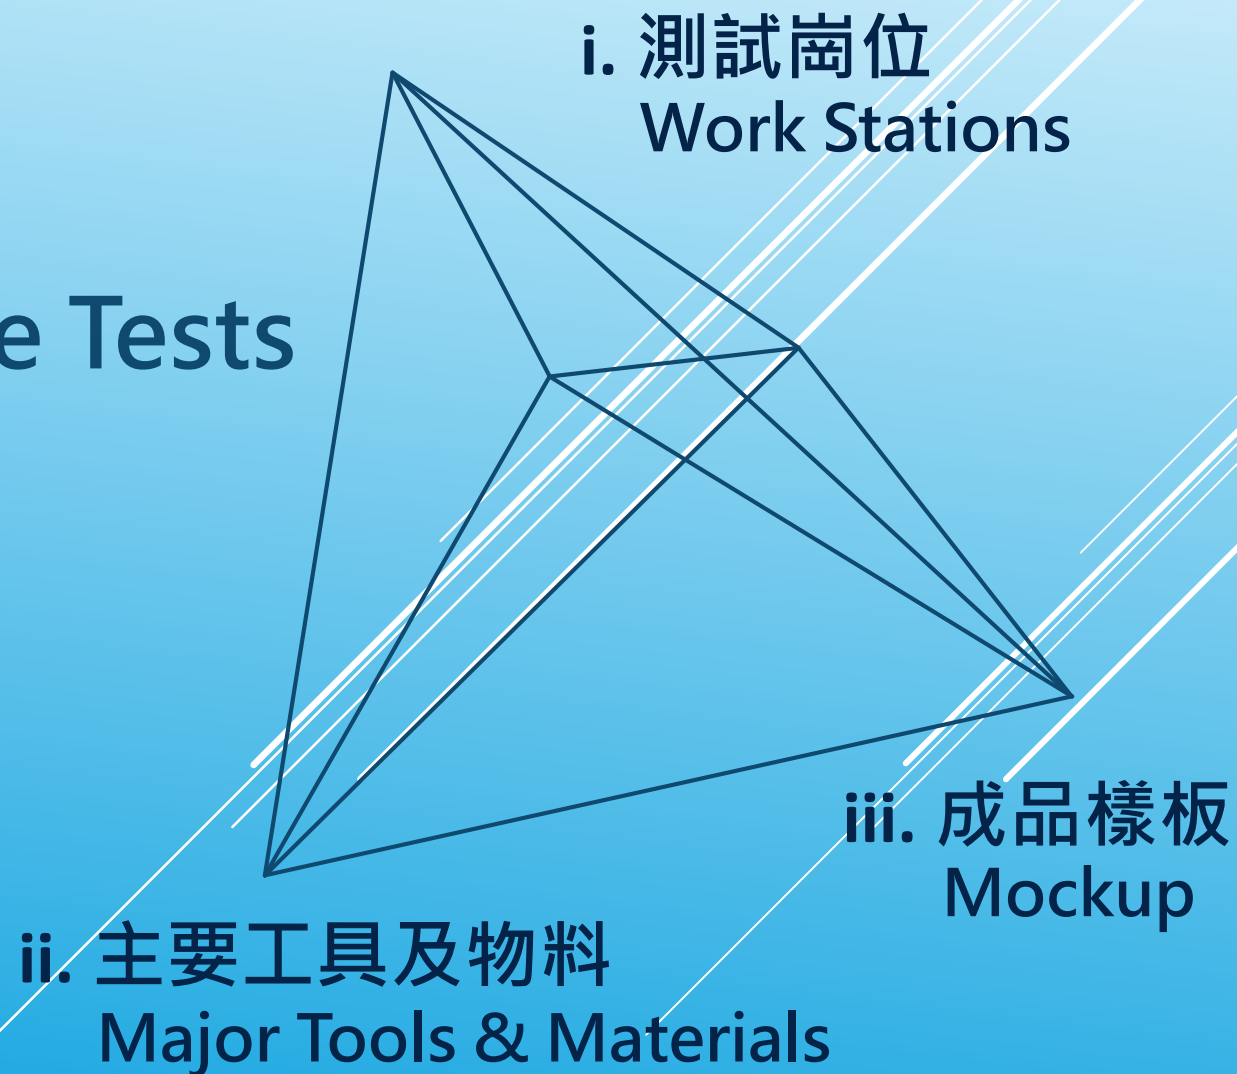 i. 測試崗位
Work Stations
e Tests
iii. 成品樣板
Mockup
ii. 主要工具及物料
Major Tools & Materials